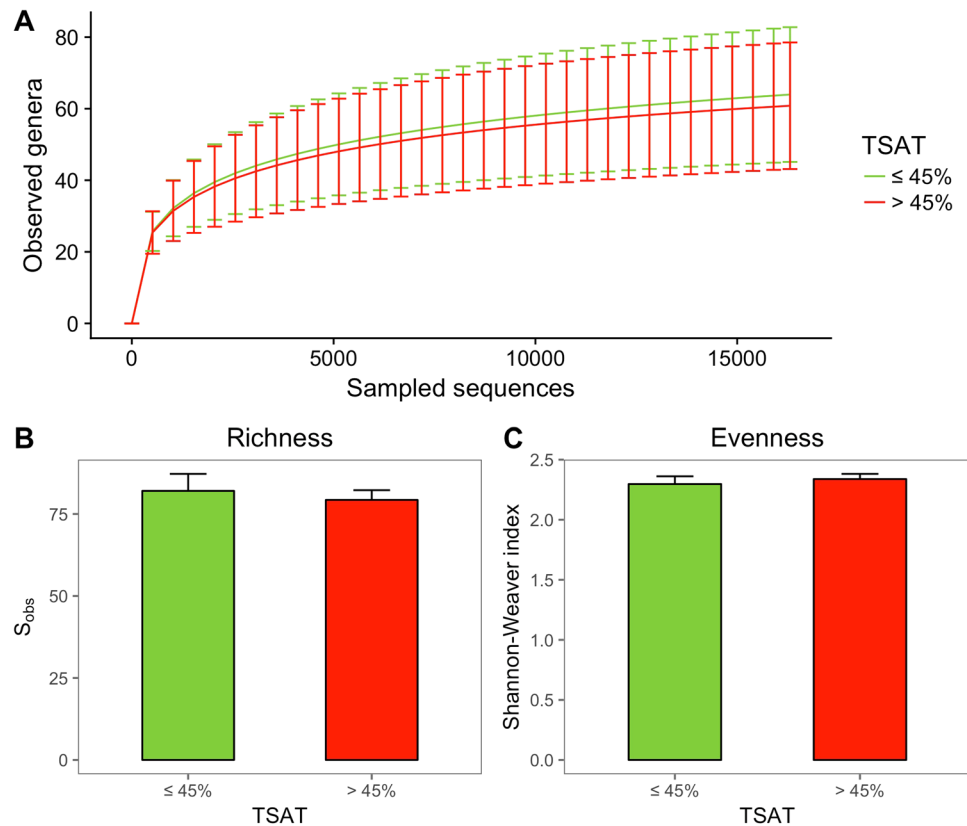 A
Observed genera
80
60
40
20
0
0 5000 10000 15000
Sampled sequences
TSAT
≤ 45%
> 45%
B
Richness
S_obs
75
50
25
0
≤ 45% > 45%
TSAT
C
Evenness
Shannon-Weaver index
2.5
2.0
1.5
1.0
0.5
0.0
≤ 45% > 45%
TSAT